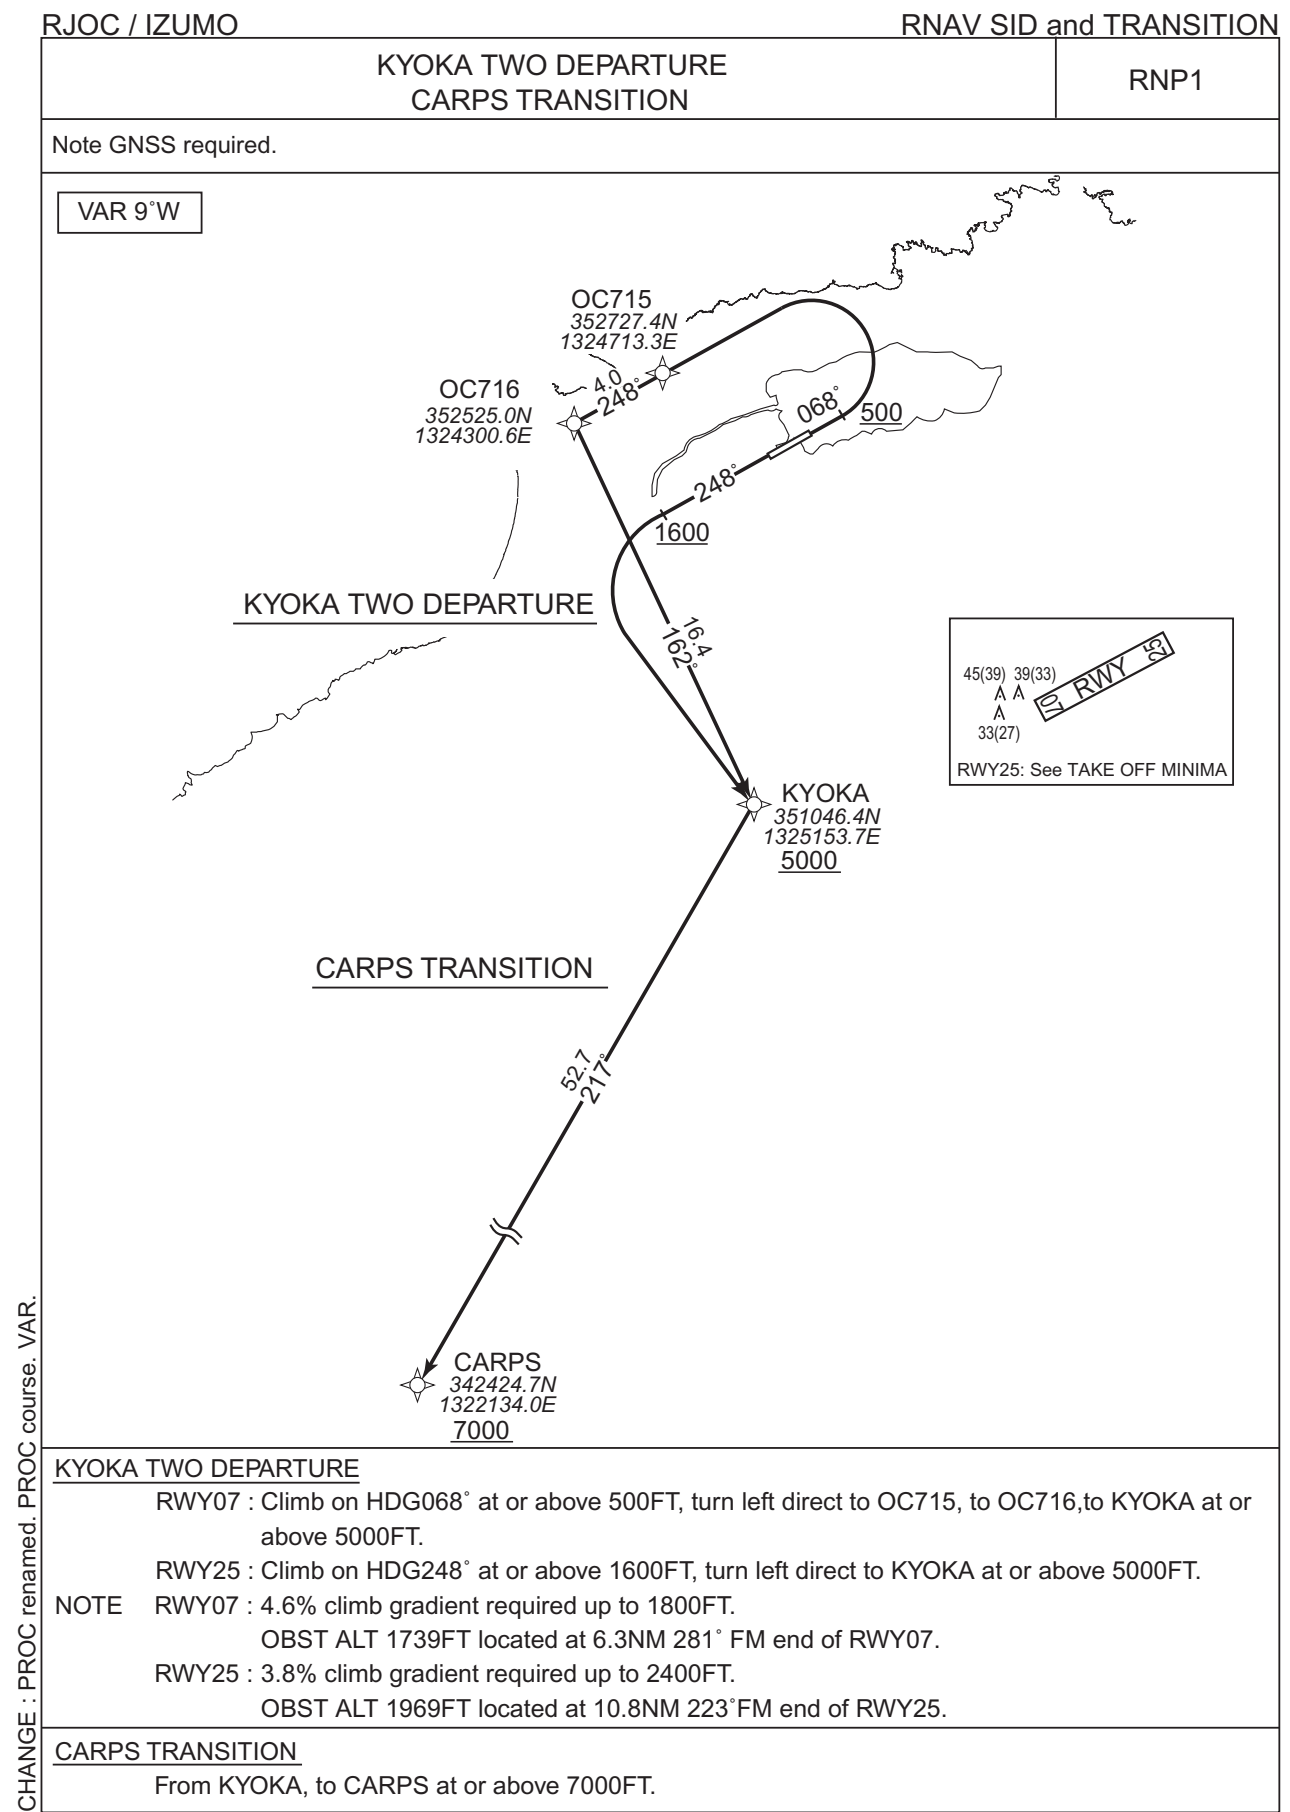 RJOC / IZUMO
RNAV SID and TRANSITION
KYOKA TWO DEPARTURE
CARPS TRANSITION
RNP1
Note GNSS required.
VAR 9˚W
OC715
352727.4N
1324713.3E
4.0
248˚
OC716
352525.0N
1324300.6E
068˚
500
248˚
1600
KYOKA TWO DEPARTURE
16.4
162˚
45(39) 39(33)
33(27)
07 RWY 25
RWY25: See TAKE OFF MINIMA
KYOKA
351046.4N
1325153.7E
5000
CARPS TRANSITION
52.7
217˚
CARPS
342424.7N
1322134.0E
7000
KYOKA TWO DEPARTURE
RWY07 : Climb on HDG068˚ at or above 500FT, turn left direct to OC715, to OC716,to KYOKA at or
above 5000FT.
RWY25 : Climb on HDG248˚ at or above 1600FT, turn left direct to KYOKA at or above 5000FT.
NOTE RWY07 : 4.6% climb gradient required up to 1800FT.
OBST ALT 1739FT located at 6.3NM 281˚ FM end of RWY07.
RWY25 : 3.8% climb gradient required up to 2400FT.
OBST ALT 1969FT located at 10.8NM 223˚FM end of RWY25.
CARPS TRANSITION
From KYOKA, to CARPS at or above 7000FT.
CHANGE : PROC renamed. PROC course. VAR.